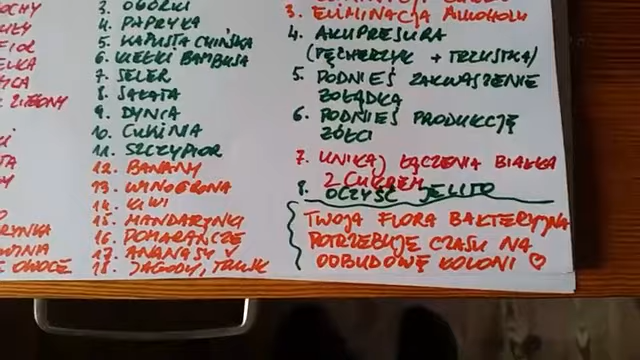 3. OGÓRKI
4. PAPRYKA
5. KAPUSTA CHIŃSKA
6. KIEŁKI BAMBUSA
7. SELER
8. SAŁATA
9. DYNIA
10. CUKINIA
11. SZCZYPIOR
12. BANANY
13. WINOGRONA
14. KIWI
15. MANDARYNKI
16. POMARAŃCZE
17. ANANASY
18. JAGODY, TRUSK
E OWOCE
3. ELIMINACJA ALKOHOLU
4. AKUPRESURA
(PĘCHERZYK + TRZUSTKA)
5. PODNIEŚ ZAKWASZENIE
ŻOŁĄDKA
6. PODNIEŚ PRODUKCJĘ
ŻÓŁCI
7. UNIKAJ ŁĄCZENIA BIAŁKA
Z CUKREM
8. OCZYŚĆ JELITO
TWOJA FLORA BAKTERYJNA
POTRZEBUJE CZASU NA
ODBUDOWĘ KOLONI ♡